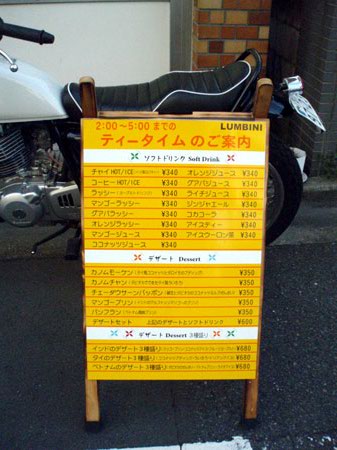 2:00～5:00までの LUMBINI
ティータイムのご案内
ソフトドリンク Soft Drink
チャイ HOT/ICE ¥340 オレンジジュース ¥340
コーヒー HOT/ICE ¥340 グアバジュース ¥340
ラッシー ¥340 ライチジュース ¥340
マンゴーラッシー ¥340 ジンジャエール ¥340
グアバラッシー ¥340 コカコーラ ¥340
オレンジラッシー ¥340 アイスティー ¥340
マンゴージュース ¥340 アイスウーロン茶 ¥340
ココナッツジュース ¥340
デザート Dessert
カノムモーケン ¥350
カノムチャン ¥350
チェーダウサーンバッポン ¥350
マンゴープリン ¥350
バンフラン ¥350
デザートセット 上記のデザートとソフトドリンク ¥600
デザート Dessert 3種盛り
インドのデザート3種盛り ¥680
タイのデザート3種盛り ¥680
ベトナムのデザート3種盛り ¥680